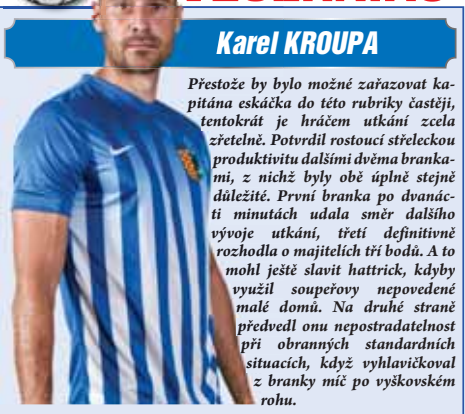 Karel KROUPA
Přestože by bylo možné zařazovat ka-
pitána eskáčka do této rubriky častěji,
tentokrát je hráčem utkání zcela
zřetelně. Potvrdil rostoucí střeleckou
produktivitu dalšími dvěma branka-
mi, z nichž byly obě úplně stejně
důležité. První branka po dvanác-
ti minutách udala směr dalšího
vývoje utkání, třetí definitivně
rozhodla o majitelích tří bodů. A to
mohl ještě slavit hattrick, kdyby
využil soupeřovy nepovedené
malé domů. Na druhé straně
předvedl onu nepostradatelnost
při obranných standardních
situacích, když vyhlavičkoval
z branky míč po vyškovském
rohu.